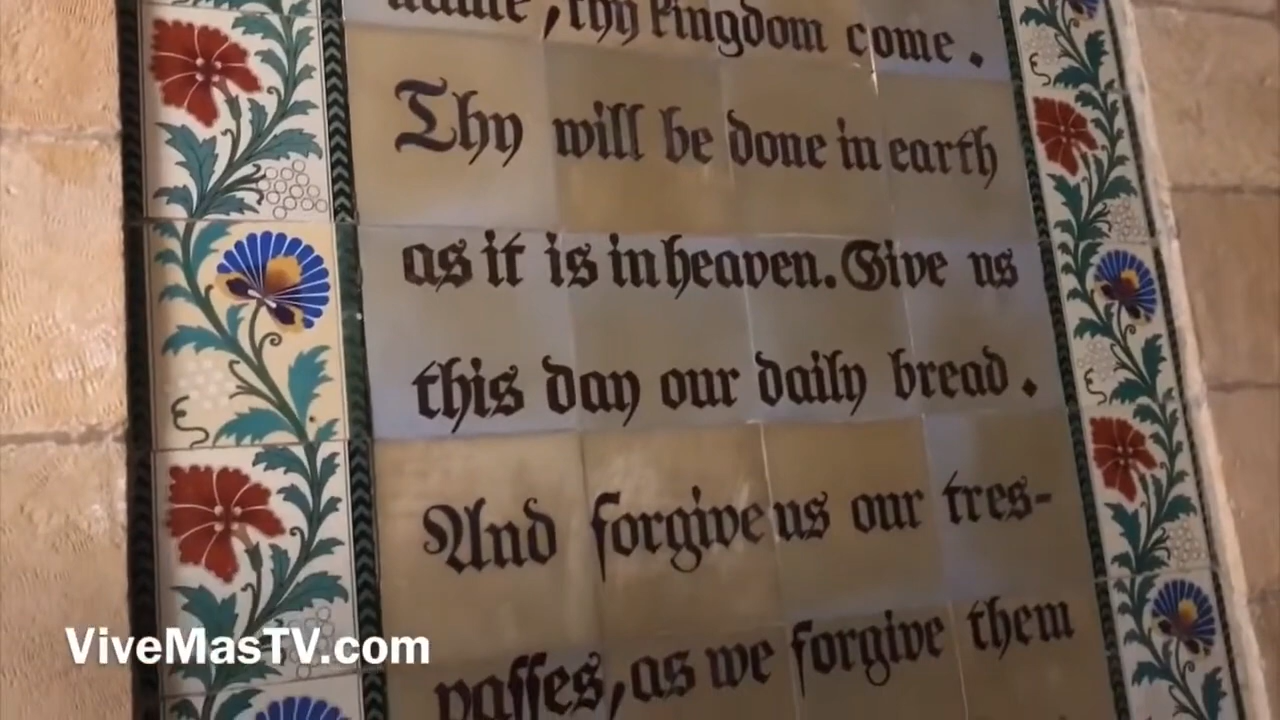 name, thy kingdom come.
Thy will be done in earth
as it is in heaven. Give us
this day our daily bread.
And forgive us our tres-
passes, as we forgive them
ViveMasTV.com